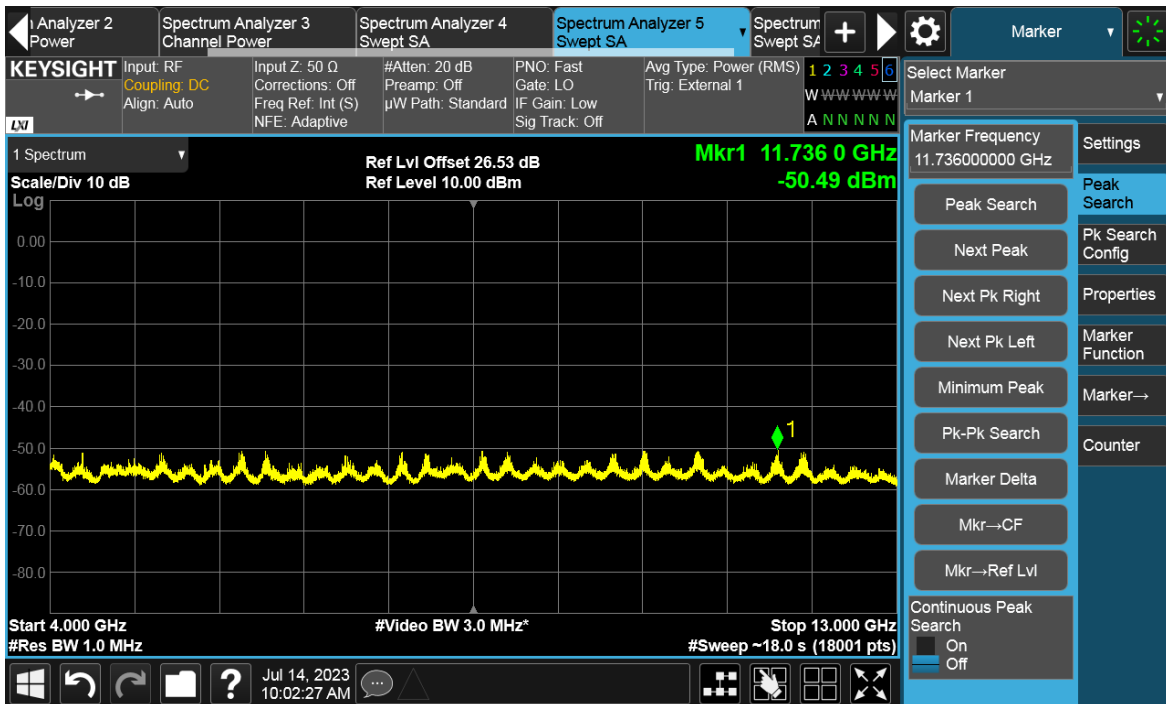 Analyzer 2
Power
Spectrum Analyzer 3
Channel Power
Spectrum Analyzer 4
Swept SA
Spectrum Analyzer 5
Swept SA
Spectrum
Swept SA
+
Marker
KEYSIGHT
LXI
Input: RF
Coupling: DC
Align: Auto
Input Z: 50 Ω
Corrections: Off
Freq Ref: Int (S)
NFE: Adaptive
#Atten: 20 dB
Preamp: Off
µW Path: Standard
PNO: Fast
Gate: LO
IF Gain: Low
Sig Track: Off
Avg Type: Power (RMS)
Trig: External 1
1 2 3 4 5 6
W W W W W W
A N N N N N
Select Marker
Marker 1
1 Spectrum
Scale/Div 10 dB
Log
Ref Lvl Offset 26.53 dB
Ref Level 10.00 dBm
Mkr1 11.736 0 GHz
-50.49 dBm
0.00
-10.0
-20.0
-30.0
-40.0
-50.0
-60.0
-70.0
-80.0
1
Start 4.000 GHz
#Res BW 1.0 MHz
#Video BW 3.0 MHz*
Stop 13.000 GHz
#Sweep ~18.0 s (18001 pts)
Marker Frequency
11.736000000 GHz
Peak Search
Next Peak
Next Pk Right
Next Pk Left
Minimum Peak
Pk-Pk Search
Marker Delta
Mkr→CF
Mkr→Ref Lvl
Continuous Peak
Search
On
Off
Settings
Peak
Search
Pk Search
Config
Properties
Marker
Function
Marker→
Counter
?
Jul 14, 2023
10:02:27 AM